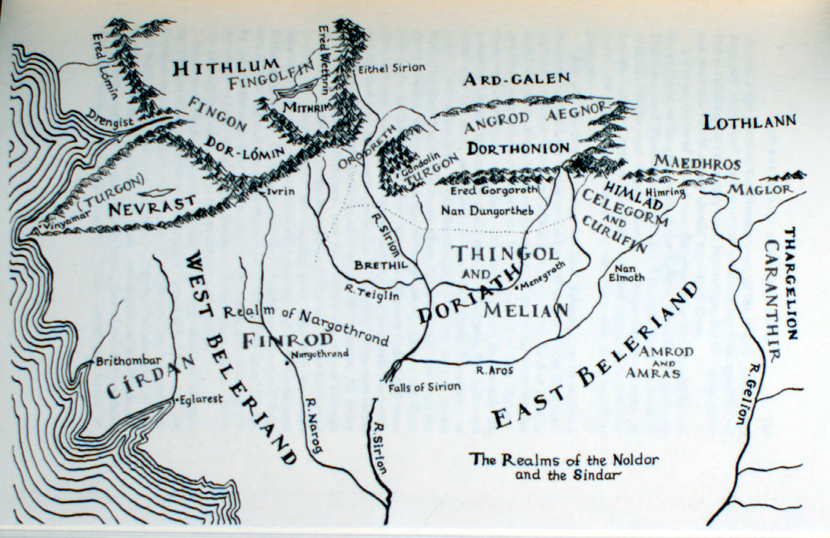 Ered Lómin
HITHLUM
FINGOLFIN
Ered Wethrin
Eithel Sirion
MITHRIM
ARD-GALEN
LOTHLANN
Drengist
FINGON
DOR-LÓMIN
ORODRETH
Gondolin
TURGON
ANGROD AEGNOR
DORTHONION
MAEDHROS
MAGLOR
(TURGON)
Vinyamar
NEVRAST
Ivrin
Ered Gorgoroth
Nan Dungortheb
HIMLAD
Himring
CELEGORM
AND
CURUFIN
R. Sirion
BRETHIL
R. Teiglin
THINGOL
AND
MELIAN
DORIATH
Menegroth
Nan
Elmoth
THARGELION
CARANTHIR
WEST BELERIAND
Realm of Nargothrond
FINROD
Nargothrond
Brithombar
CÍRDAN
Eglarest
Falls of Sirion
R. Aros
EAST BELERIAND
AMROD
AND
AMRAS
R. Gelion
R. Narog
R. Sirion
The Realms of the Noldor
and the Sindar